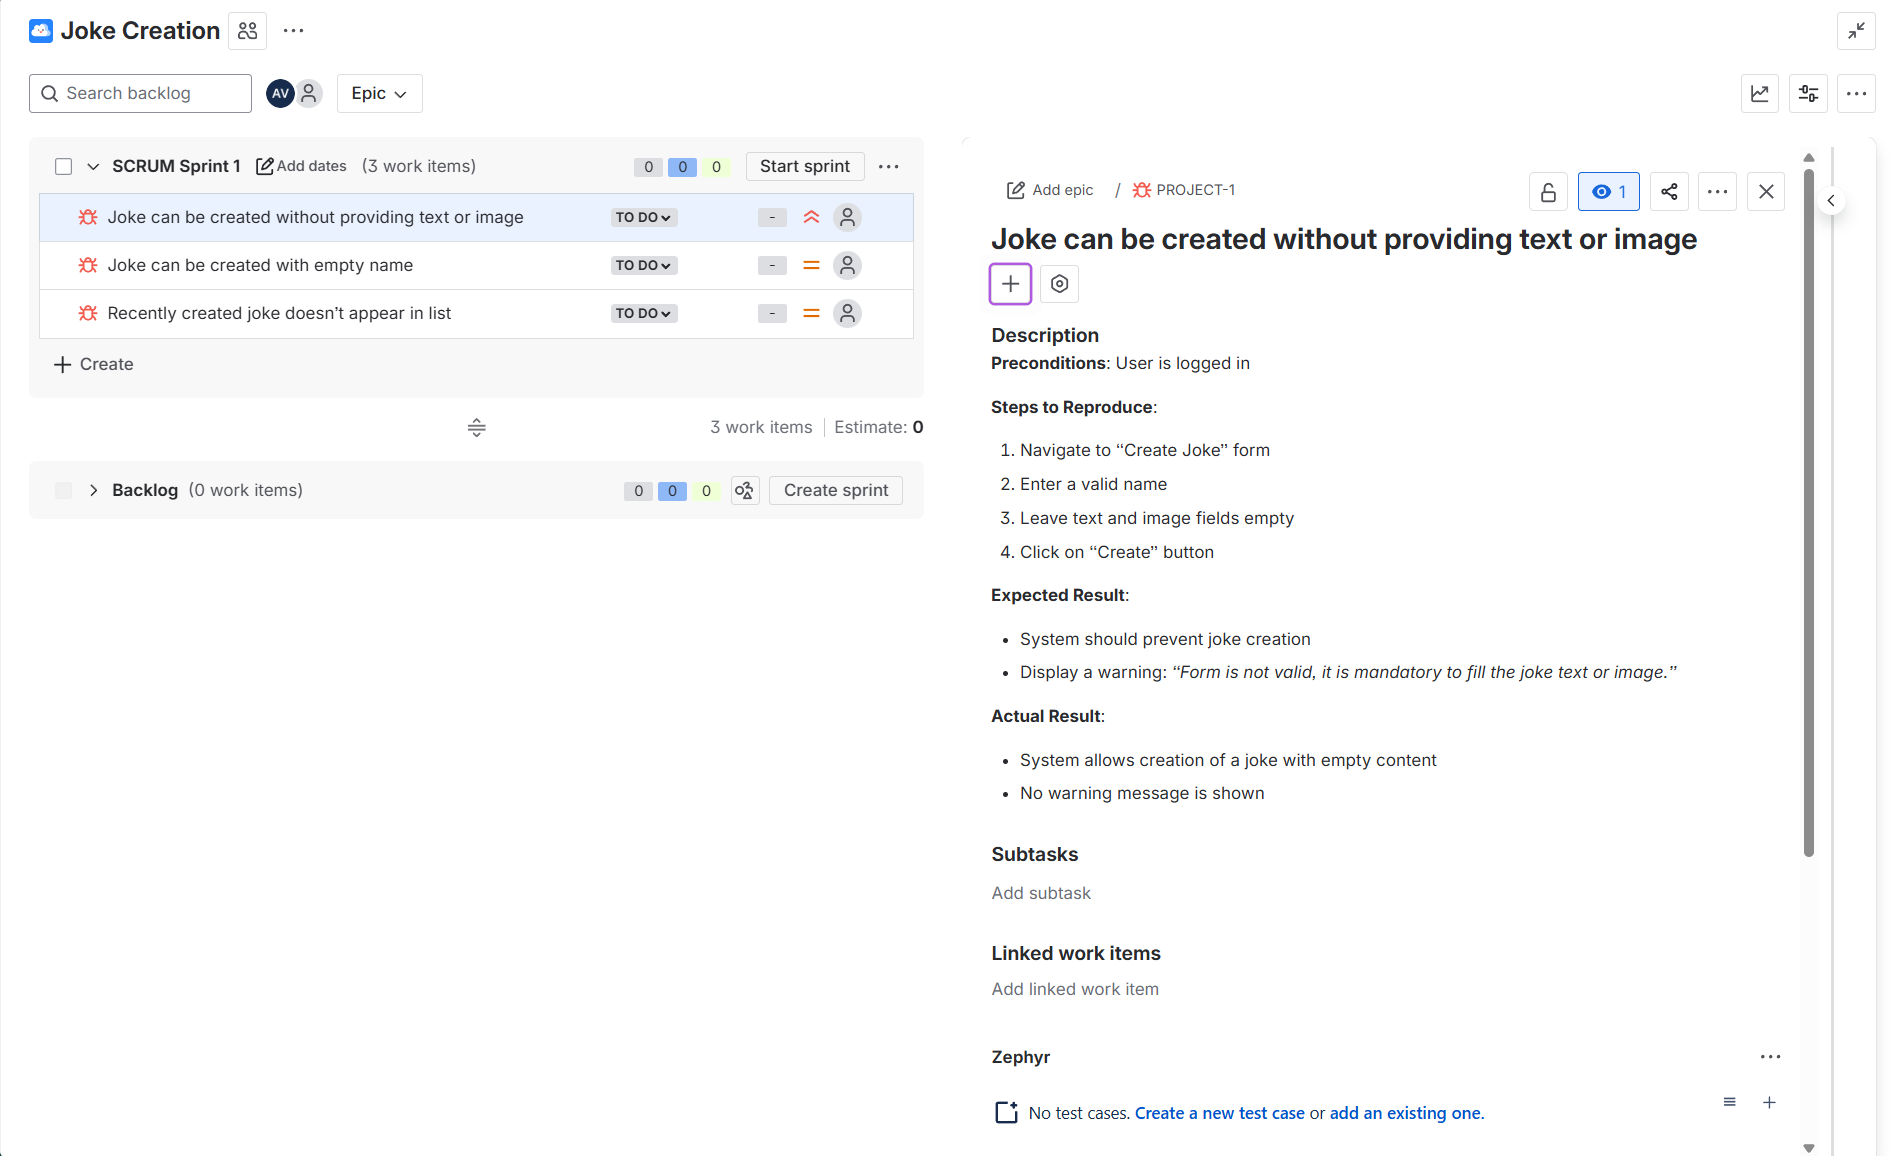 Joke Creation
Search backlog
AV
Epic
SCRUM Sprint 1 Add dates (3 work items) 0 0 0 Start sprint
Joke can be created without providing text or image TO DO -
Joke can be created with empty name TO DO -
Recently created joke doesn’t appear in list TO DO -
Create
3 work items Estimate: 0
Backlog (0 work items) 0 0 0 Create sprint
Add epic / PROJECT-1 1
Joke can be created without providing text or image
Description
Preconditions: User is logged in
Steps to Reproduce:
1. Navigate to “Create Joke” form
2. Enter a valid name
3. Leave text and image fields empty
4. Click on “Create” button
Expected Result:
• System should prevent joke creation
• Display a warning: “Form is not valid, it is mandatory to fill the joke text or image.”
Actual Result:
• System allows creation of a joke with empty content
• No warning message is shown
Subtasks
Add subtask
Linked work items
Add linked work item
Zephyr
No test cases. Create a new test case or add an existing one.